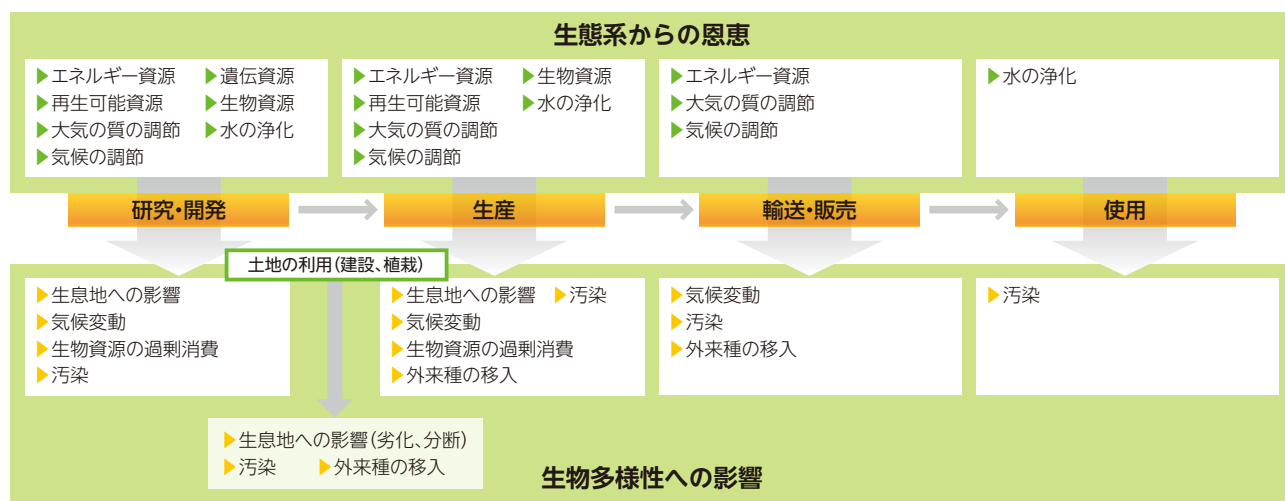 生態系からの恩恵
▶エネルギー資源 ▶遺伝資源
▶再生可能資源 ▶生物資源
▶大気の質の調節 ▶水の浄化
▶気候の調節
▶エネルギー資源 ▶生物資源
▶再生可能資源 ▶水の浄化
▶大気の質の調節
▶気候の調節
▶エネルギー資源
▶大気の質の調節
▶気候の調節
▶水の浄化
研究・開発
生産
輸送・販売
使用
土地の利用(建設、植栽)
▶生息地への影響
▶気候変動
▶生物資源の過剰消費
▶汚染
▶生息地への影響 ▶汚染
▶気候変動
▶生物資源の過剰消費
▶外来種の移入
▶気候変動
▶汚染
▶外来種の移入
▶汚染
▶生息地への影響(劣化、分断)
▶汚染 ▶外来種の移入
生物多様性への影響